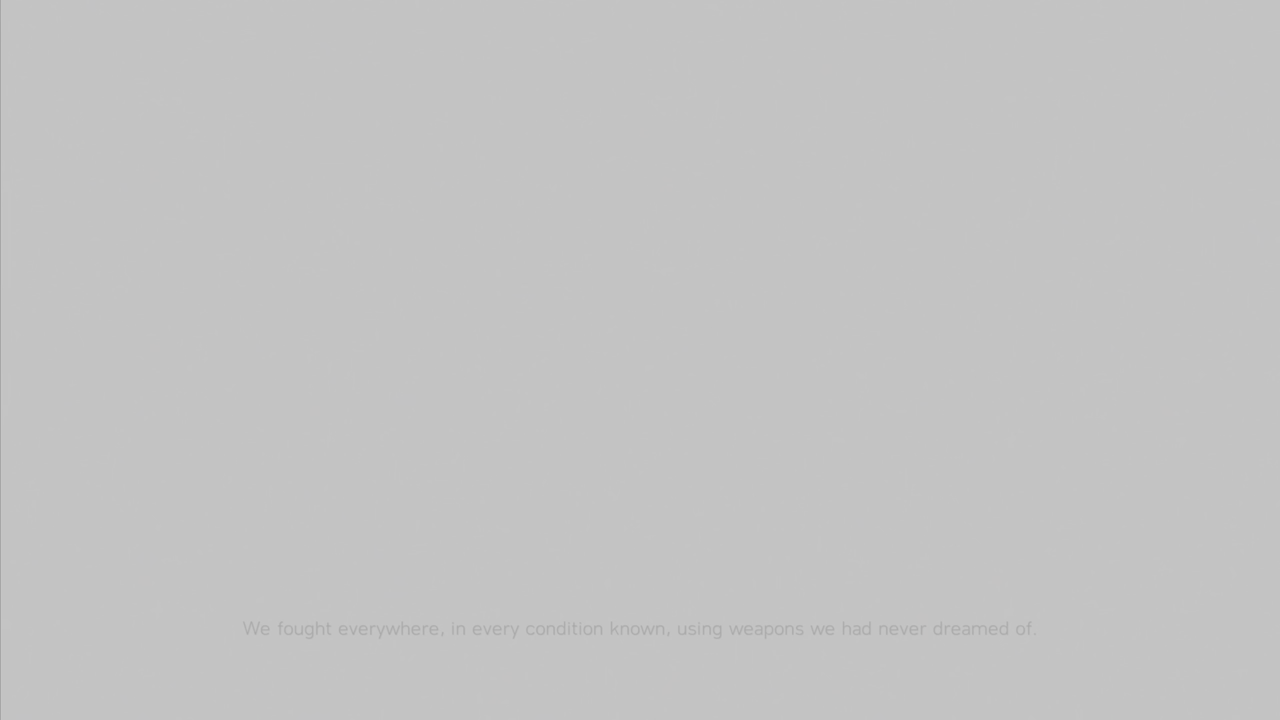 We fought everywhere, in every condition known, using weapons we had never dreamed of.